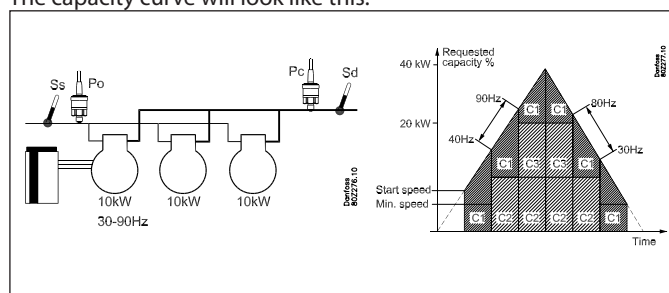 The capacity curve will look like this:
Ss
Po
Pc
Sd
10kW
10kW
10kW
30-90Hz
Danfoss
80Z276.10
40 kW
Requested
capacity %
Danfoss
80Z277.10
90Hz
C1
C1
80Hz
20 kW
40Hz
30Hz
C1
C3
C3
C1
Start speed
Min. speed
C1
C2
C2
C2
C2
C1
Time